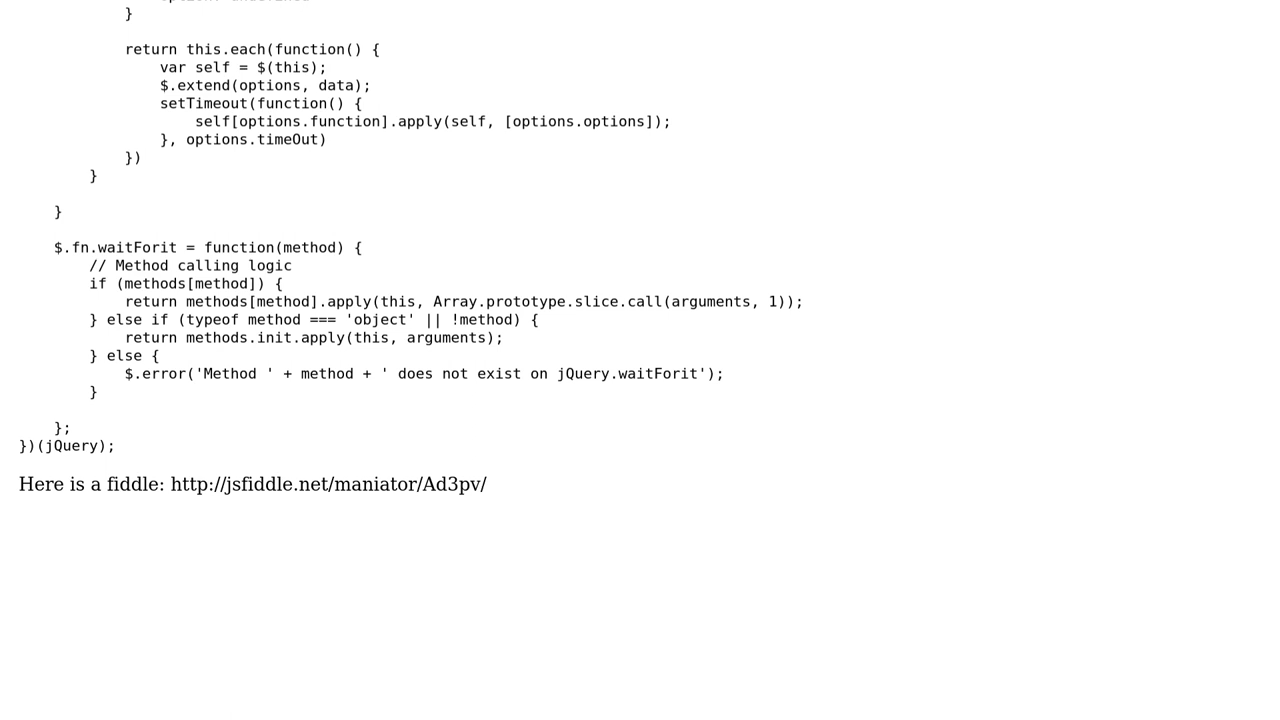 }
return this.each(function() {
var self = $(this);
$.extend(options, data);
setTimeout(function() {
self[options.function].apply(self, [options.options]);
}, options.timeOut)
})
}
}
$.fn.waitForit = function(method) {
// Method calling logic
if (methods[method]) {
return methods[method].apply(this, Array.prototype.slice.call(arguments, 1));
} else if (typeof method === 'object' || !method) {
return methods.init.apply(this, arguments);
} else {
$.error('Method ' + method + ' does not exist on jQuery.waitForit');
}
};
})(jQuery);
Here is a fiddle: http://jsfiddle.net/maniator/Ad3pv/